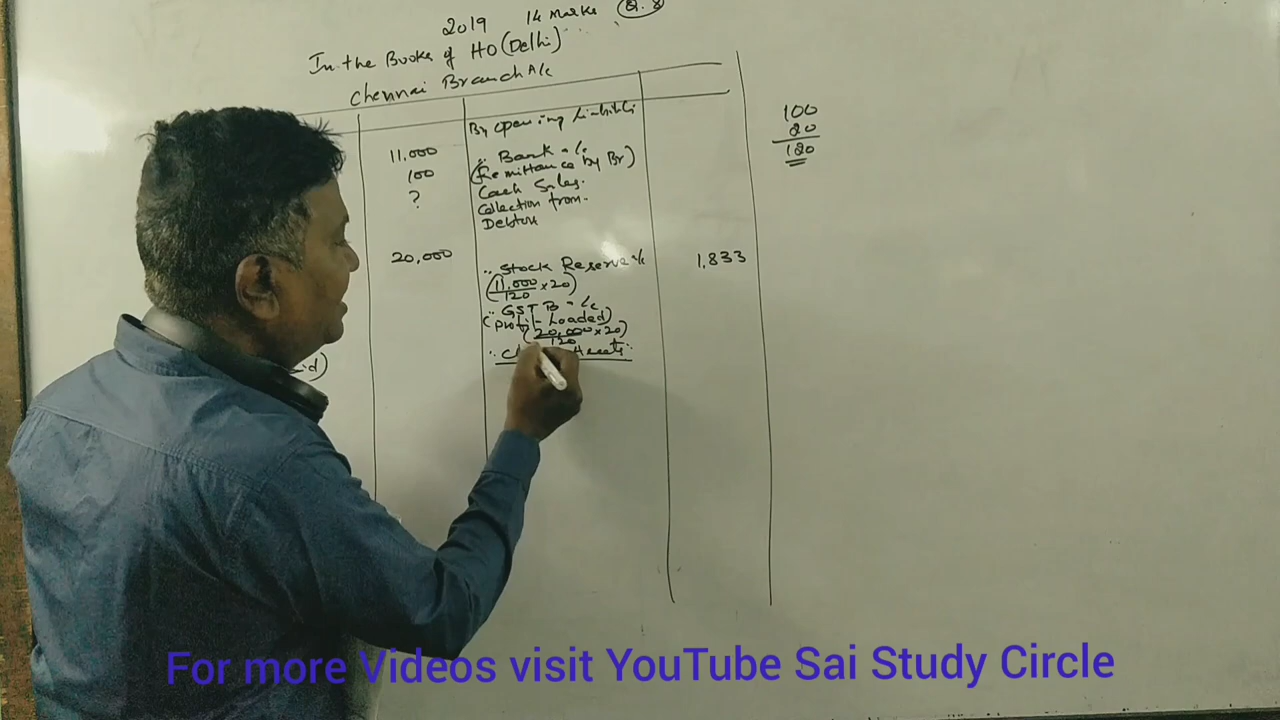 2019 14 Marks Q.8
In the Books of HO (Delhi)
Chennai Branch A/c
100
20
120
11,000
100
?
20,000
By opening Liabiliti
.. Bank a/c
(Remittance by Br)
Cash Sales.
Collection from-
Debtors
.. Stock Reserve a/c 1,833
(11,000/120 × 20)
.. GSTB a/c
(Profit Loaded)
(20,000/120 × 20)
For more Videos visit YouTube Sai Study Circle